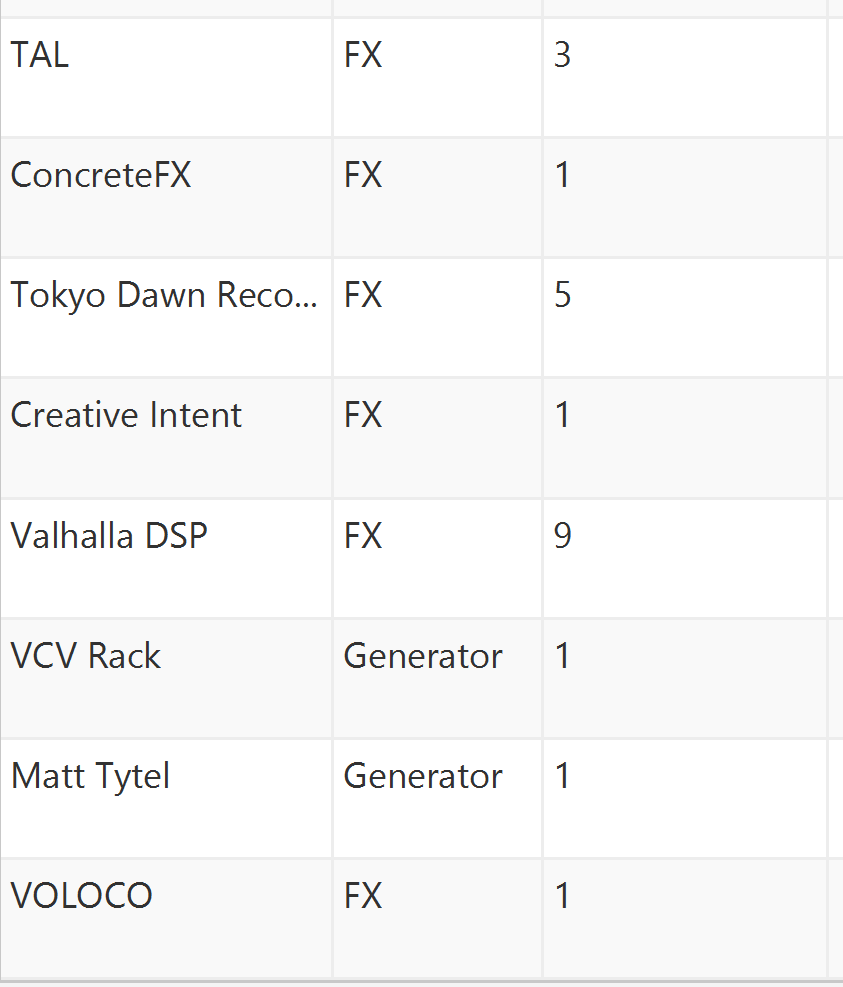 TAL FX 3
ConcreteFX FX 1
Tokyo Dawn Reco... FX 5
Creative Intent FX 1
Valhalla DSP FX 9
VCV Rack Generator 1
Matt Tytel Generator 1
VOLOCO FX 1